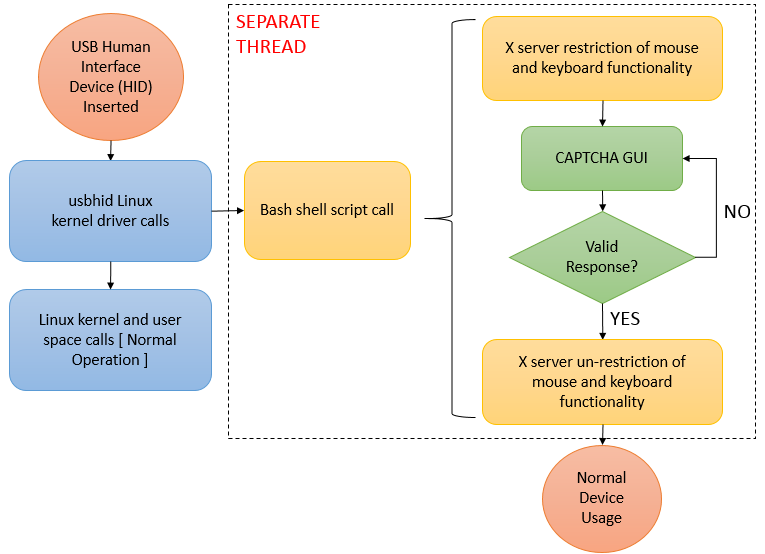 USB Human
Interface
Device (HID)
Inserted
usbhid Linux
kernel driver calls
Linux kernel and user
space calls [ Normal
Operation ]
SEPARATE
THREAD
Bash shell script call
X server restriction of mouse
and keyboard functionality
CAPTCHA GUI
Valid
Response?
NO
YES
X server un-restriction of
mouse and keyboard
functionality
Normal
Device
Usage